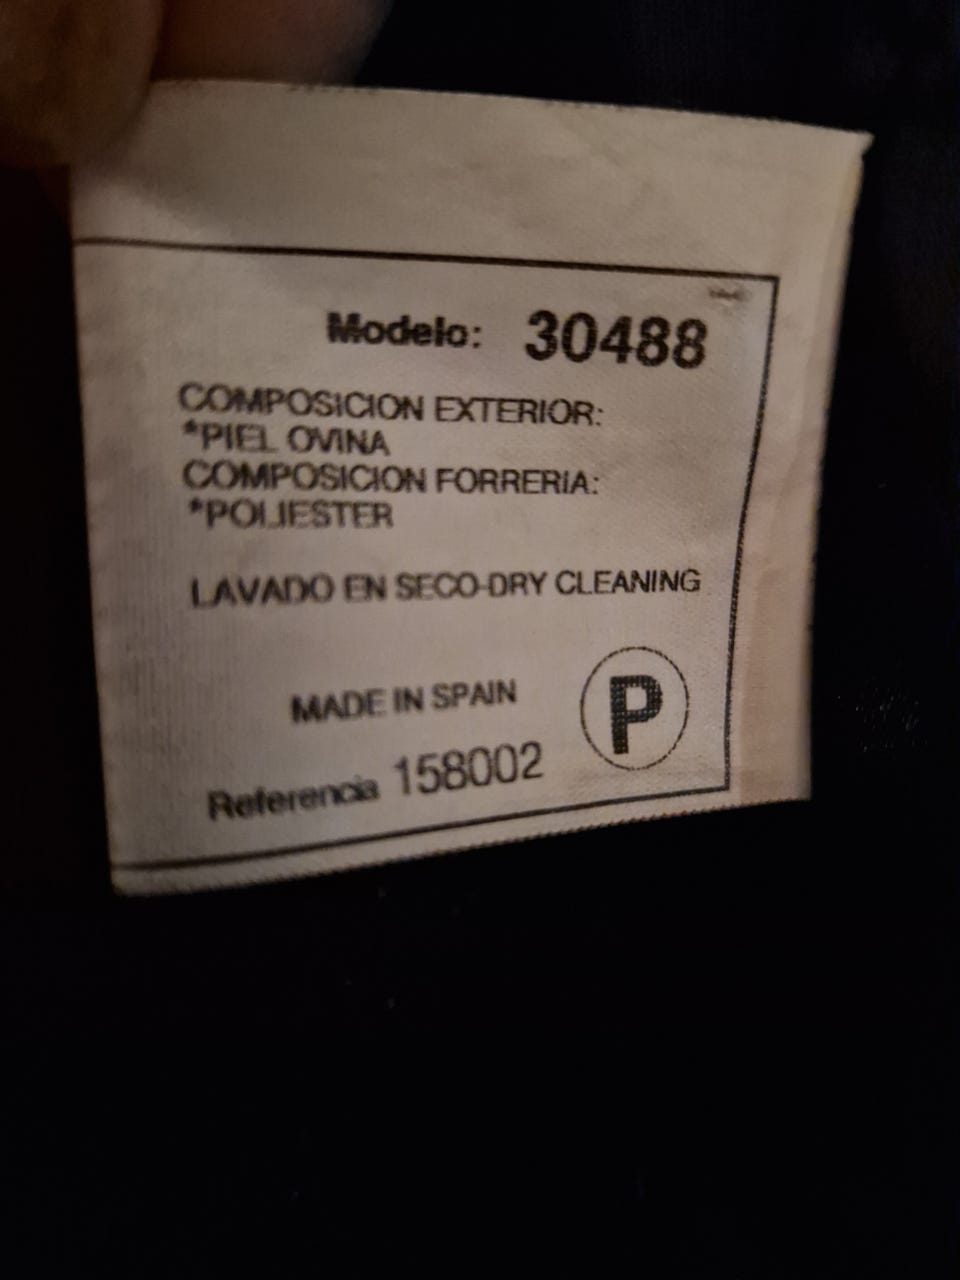 Modelo: 30488
COMPOSICION EXTERIOR:
*PIEL OVINA
COMPOSICION FORRERIA:
*POLIESTER
LAVADO EN SECO-DRY CLEANING
MADE IN SPAIN
P
Referencia 158002